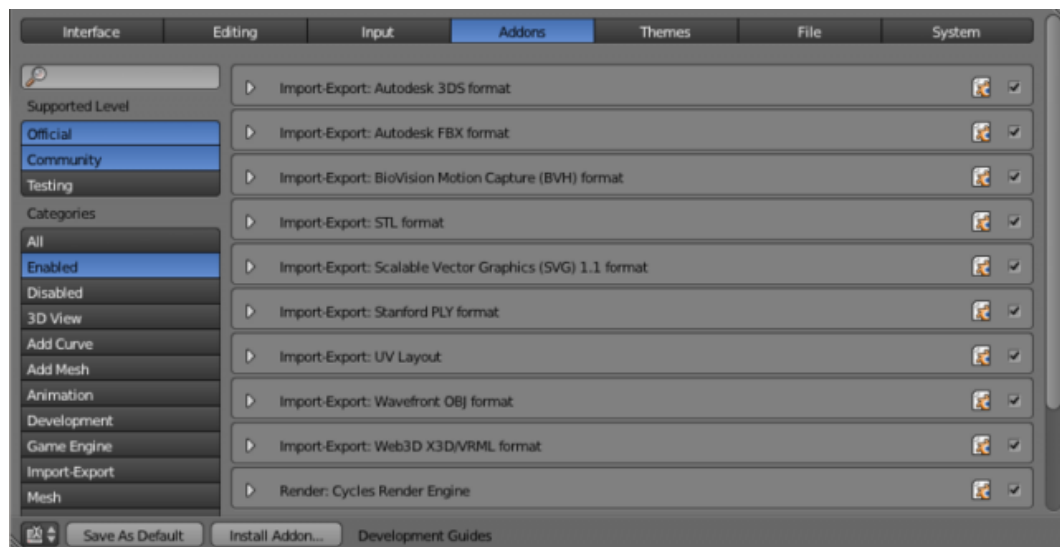 Interface Editing Input Addons Themes File System
Supported Level
Official
Community
Testing
Categories
All
Enabled
Disabled
3D View
Add Curve
Add Mesh
Animation
Development
Game Engine
Import-Export
Mesh
Import-Export: Autodesk 3DS format
Import-Export: Autodesk FBX format
Import-Export: BioVision Motion Capture (BVH) format
Import-Export: STL format
Import-Export: Scalable Vector Graphics (SVG) 1.1 format
Import-Export: Stanford PLY format
Import-Export: UV Layout
Import-Export: Wavefront OBJ format
Import-Export: Web3D X3D/VRML format
Render: Cycles Render Engine
Save As Default Install Addon... Development Guides